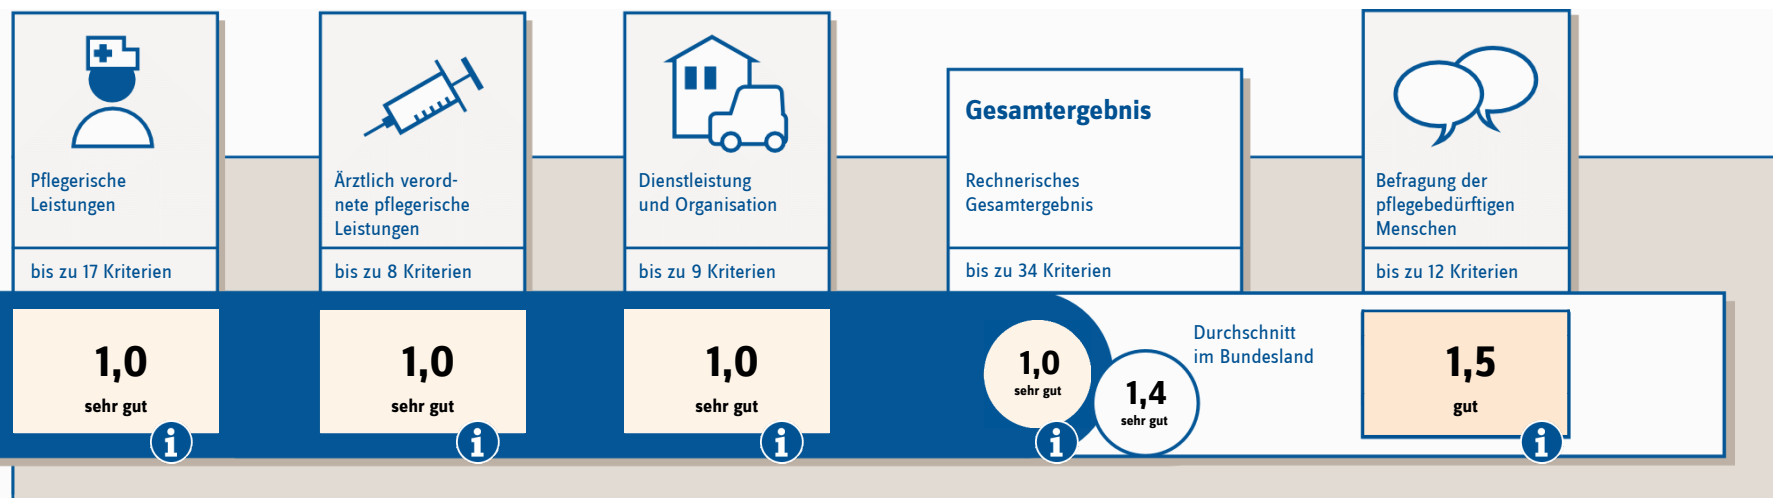 Pflegerische
Leistungen
bis zu 17 Kriterien
1,0
sehr gut
i
Ärztlich verord-
nete pflegerische
Leistungen
bis zu 8 Kriterien
1,0
sehr gut
i
Dienstleistung
und Organisation
bis zu 9 Kriterien
1,0
sehr gut
i
Gesamtergebnis
Rechnerisches
Gesamtergebnis
bis zu 34 Kriterien
1,0
sehr gut
i
1,4
sehr gut
Durchschnitt
im Bundesland
Befragung der
pflegebedürftigen
Menschen
bis zu 12 Kriterien
1,5
gut
i